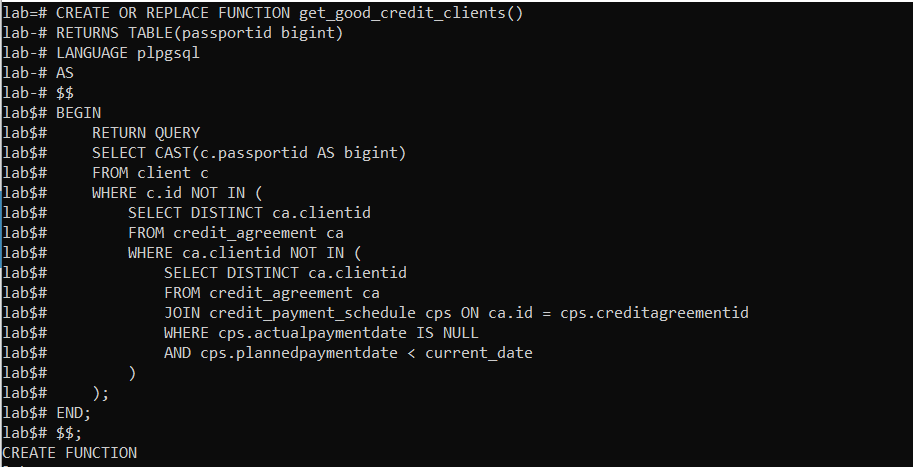 lab=# CREATE OR REPLACE FUNCTION get_good_credit_clients()
lab-# RETURNS TABLE(passportid bigint)
lab-# LANGUAGE plpgsql
lab-# AS
lab-# $$
lab$# BEGIN
lab$#     RETURN QUERY
lab$#     SELECT CAST(c.passportid AS bigint)
lab$#     FROM client c
lab$#     WHERE c.id NOT IN (
lab$#         SELECT DISTINCT ca.clientid
lab$#         FROM credit_agreement ca
lab$#         WHERE ca.clientid NOT IN (
lab$#             SELECT DISTINCT ca.clientid
lab$#             FROM credit_agreement ca
lab$#             JOIN credit_payment_schedule cps ON ca.id = cps.creditagreementid
lab$#             WHERE cps.actualpaymentdate IS NULL
lab$#             AND cps.plannedpaymentdate < current_date
lab$#         )
lab$#     );
lab$# END;
lab$# $$;
CREATE FUNCTION